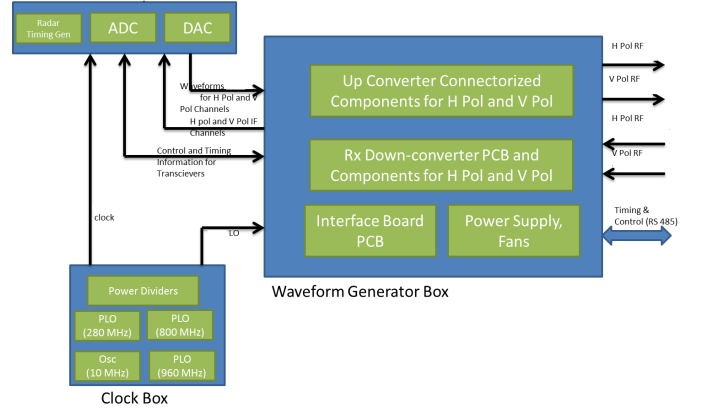 Radar
Timing Gen
ADC
DAC
Waveforms
for H Pol and V
Pol Channels
H pol and V Pol IF
Channels
Control and Timing
Information for
Transcievers
clock
LO
Up Converter Connectorized
Components for H Pol and V Pol
Rx Down-converter PCB and
Components for H Pol and V Pol
Interface Board
PCB
Power Supply,
Fans
H Pol RF
V Pol RF
H Pol RF
V Pol RF
Timing &
Control (RS 485)
Waveform Generator Box
Power Dividers
PLO
(280 MHz)
PLO
(800 MHz)
Osc
(10 MHz)
PLO
(960 MHz)
Clock Box